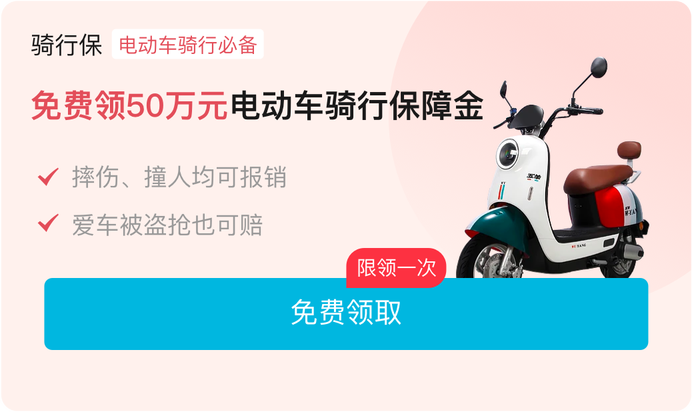 骑行保 电动车骑行必备
免费领50万元电动车骑行保障金
摔伤、撞人均可报销
爱车被盗抢也可赔
限领一次
免费领取